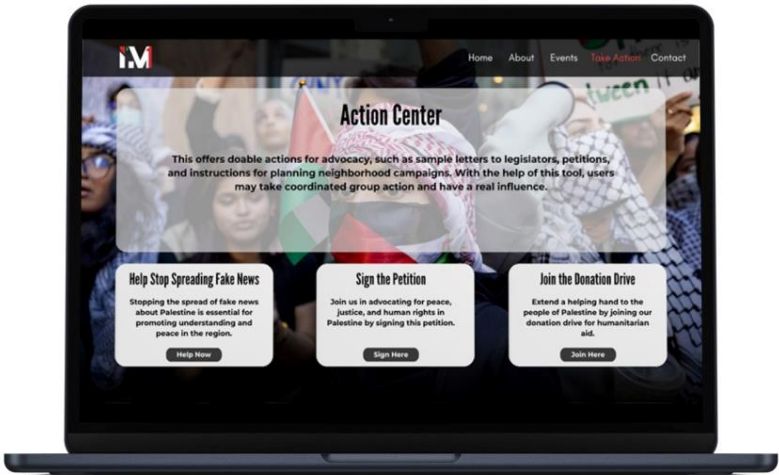 I.M
Home About Events Take Action Contact
Action Center
This offers doable actions for advocacy, such as sample letters to legislators, petitions,
and instructions for planning neighborhood campaigns. With the help of this tool, users
may take coordinated group action and have a real influence.
Help Stop Spreading Fake News
Stopping the spread of fake news
about Palestine is essential for
promoting understanding and
peace in the region.
Help Now
Sign the Petition
Join us in advocating for peace,
justice, and human rights in
Palestine by signing this petition.
Sign Here
Join the Donation Drive
Extend a helping hand to the
people of Palestine by joining our
donation drive for humanitarian
aid.
Join Here